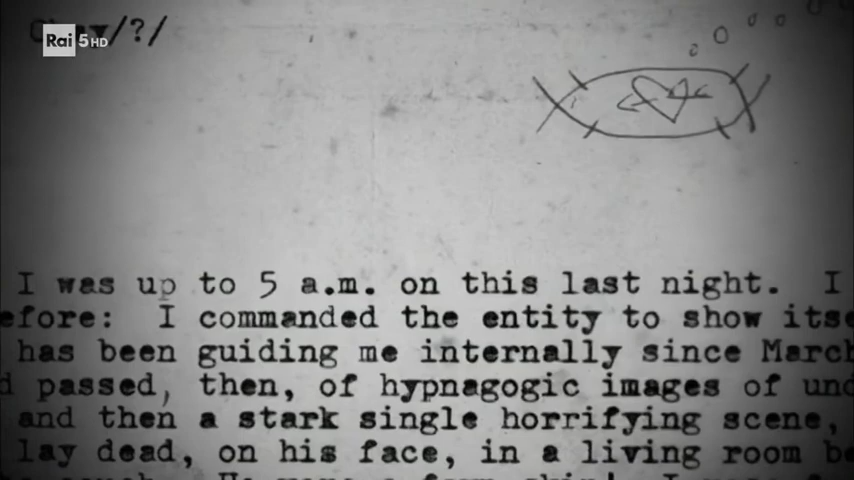 /?/
Rai 5 HD
I was up to 5 a.m. on this last night. I
efore: I commanded the entity to show itse
has been guiding me internally since March
d passed, then, of hypnagogic images of und
and then a stark single horrifying scene,
lay dead, on his face, in a living room be